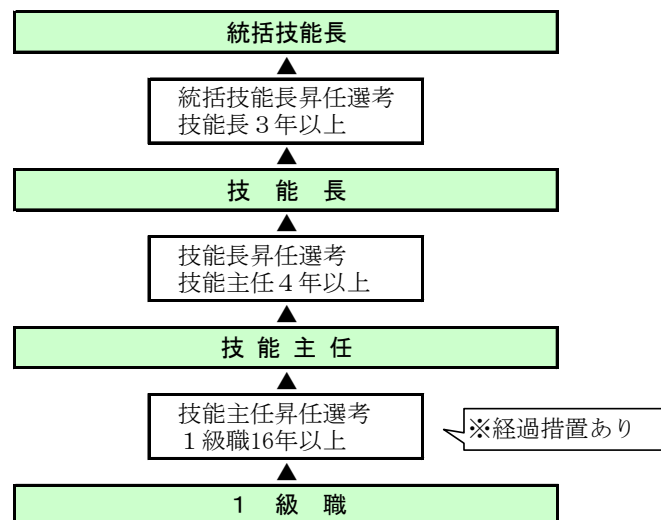 統括技能長
▲
統括技能長昇任選考
技能長３年以上
▲
技　能　長
▲
技能長昇任選考
技能主任４年以上
▲
技 能 主 任
▲
技能主任昇任選考
１級職16年以上
※経過措置あり
▲
１　級　職